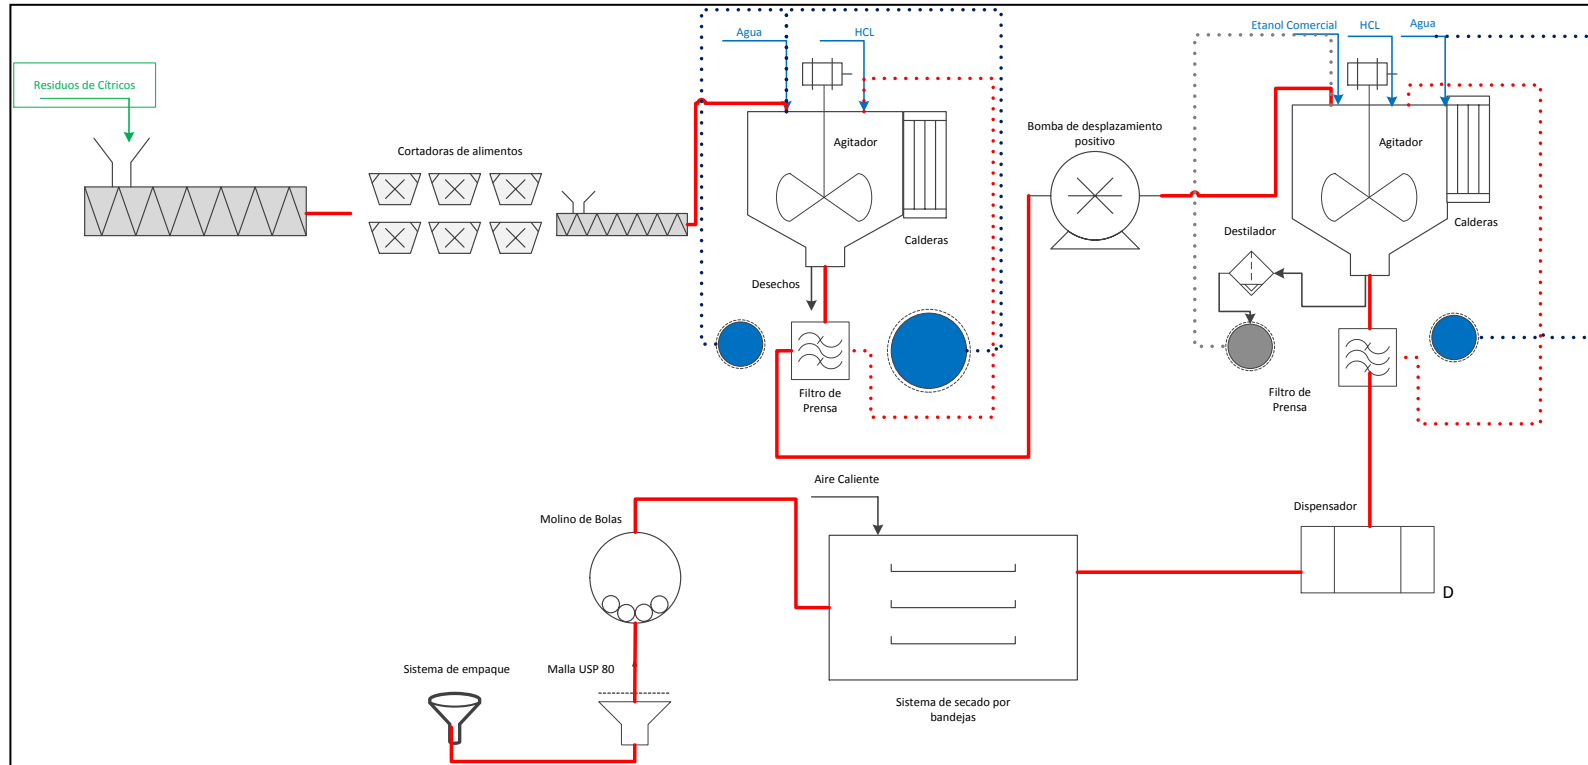 Agua
HCL
Etanol Comercial
HCL
Agua
Residuos de Cítricos
Cortadoras de alimentos
Agitador
Bomba de desplazamiento
positivo
Agitador
Calderas
Calderas
Destilador
Desechos
Filtro de
Prensa
Filtro de
Prensa
Aire Caliente
Dispensador
Molino de Bolas
D
Sistema de empaque
Malla USP 80
Sistema de secado por
bandejas